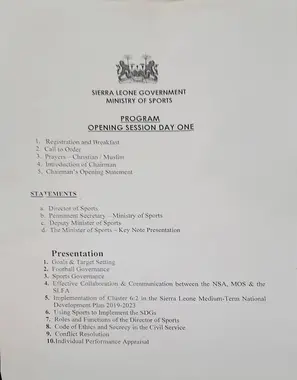 SIERRA LEONE GOVERNMENT
MINISTRY OF SPORTS
PROGRAM
OPENING SESSION DAY ONE
1. Registration and Breakfast
2. Call to Order
3. Prayers – Christian / Muslim
4. Introduction of Chairman
5. Chairman's Opening Statement
STATEMENTS
a. Director of Sports
b. Permanent Secretary – Ministry of Sports
c. Deputy Minister of Sports
d. The Minister of Sports – Key Note Presentation
Presentation
1. Goals & Target Setting
2. Football Governance
3. Sports Governance
4. Effective Collaboration & Communication between the NSA, MOS & the
SLFA
5. Implementation of Cluster 6.2 in the Sierra Leone Medium-Term National
Development Plan 2019-2023
6. Using Sports to Implement the SDGs
7. Roles and Functions of the Director of Sports
8. Code of Ethics and Secrecy in the Civil Service
9. Conflict Resolution
10.Individual Performance Appraisal